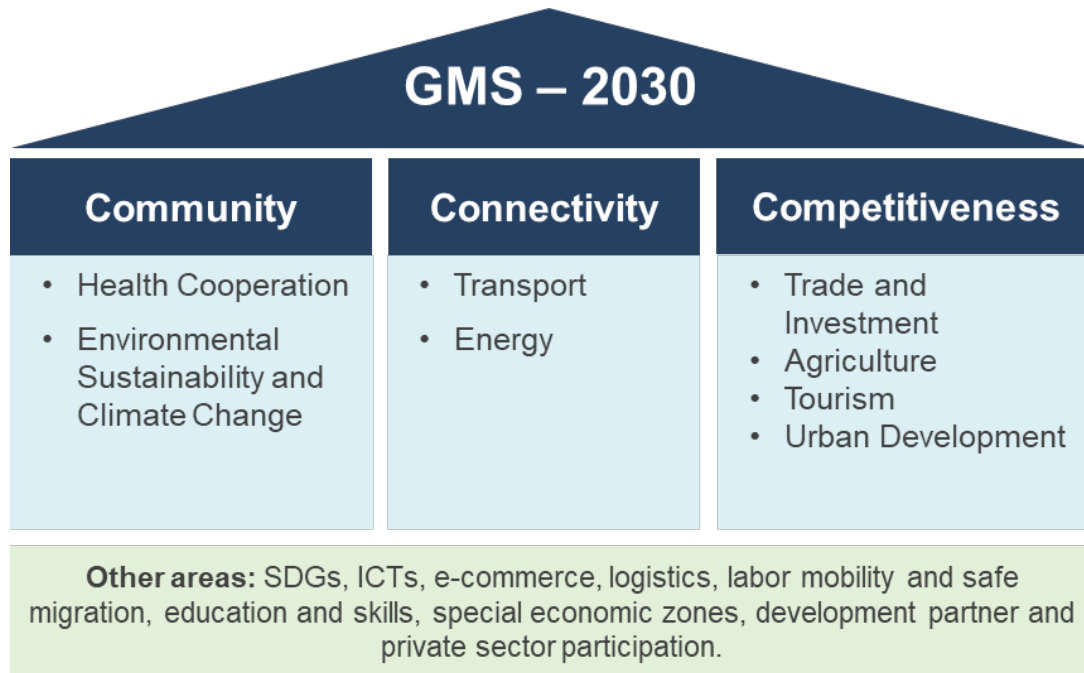 GMS – 2030
Community
• Health Cooperation
• Environmental
Sustainability and
Climate Change
Connectivity
• Transport
• Energy
Competitiveness
• Trade and
Investment
• Agriculture
• Tourism
• Urban Development
Other areas: SDGs, ICTs, e-commerce, logistics, labor mobility and safe
migration, education and skills, special economic zones, development partner and
private sector participation.